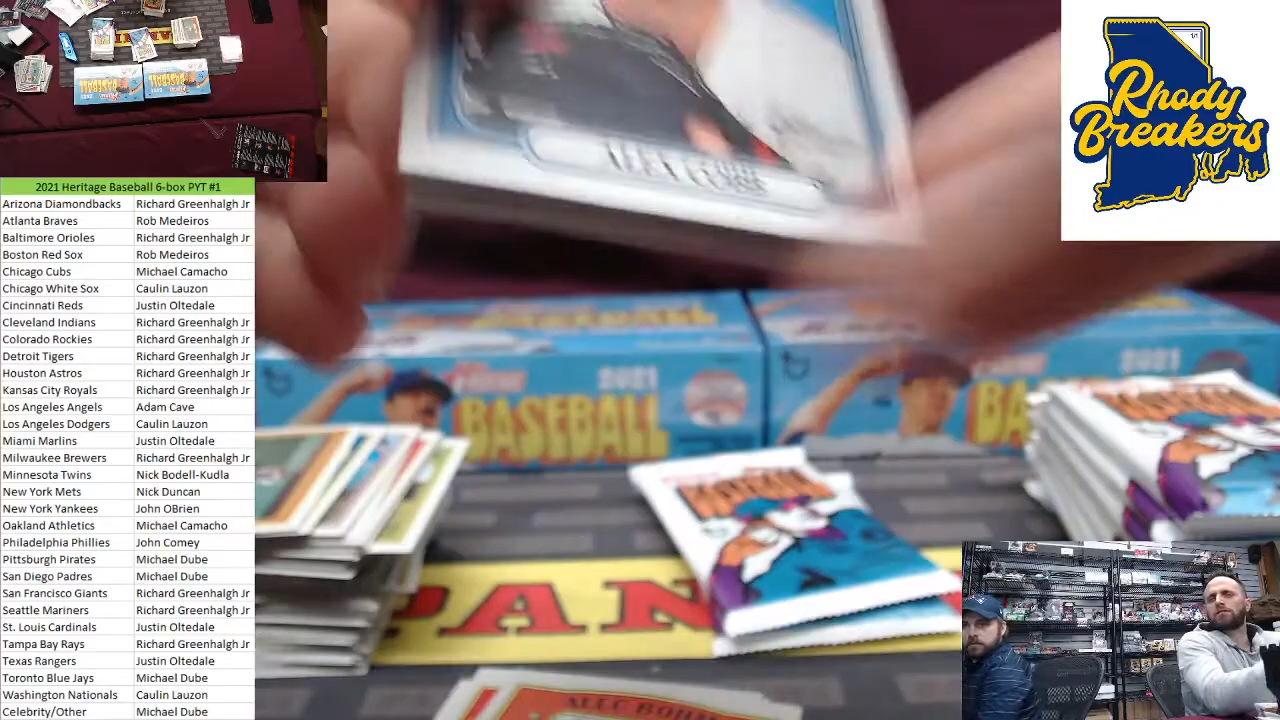 2021 Heritage Baseball 6-box PYT #1
Arizona Diamondbacks Richard Greenhalgh Jr
Atlanta Braves Rob Medeiros
Baltimore Orioles Richard Greenhalgh Jr
Boston Red Sox Rob Medeiros
Chicago Cubs Michael Camacho
Chicago White Sox Caulin Lauzon
Cincinnati Reds Justin Oltedale
Cleveland Indians Richard Greenhalgh Jr
Colorado Rockies Richard Greenhalgh Jr
Detroit Tigers Richard Greenhalgh Jr
Houston Astros Richard Greenhalgh Jr
Kansas City Royals Richard Greenhalgh Jr
Los Angeles Angels Adam Cave
Los Angeles Dodgers Caulin Lauzon
Miami Marlins Justin Oltedale
Milwaukee Brewers Richard Greenhalgh Jr
Minnesota Twins Nick Bodell-Kudla
New York Mets Nick Duncan
New York Yankees John OBrien
Oakland Athletics Michael Camacho
Philadelphia Phillies John Comey
Pittsburgh Pirates Michael Dube
San Diego Padres Michael Dube
San Francisco Giants Richard Greenhalgh Jr
Seattle Mariners Richard Greenhalgh Jr
St. Louis Cardinals Justin Oltedale
Tampa Bay Rays Richard Greenhalgh Jr
Texas Rangers Justin Oltedale
Toronto Blue Jays Michael Dube
Washington Nationals Caulin Lauzon
Celebrity/Other Michael Dube
1/1
Rhody
Breakers
BASEBALL
BASEBALL
2021
BASEBALL
2021
BA
PAN
ALEC BOHM